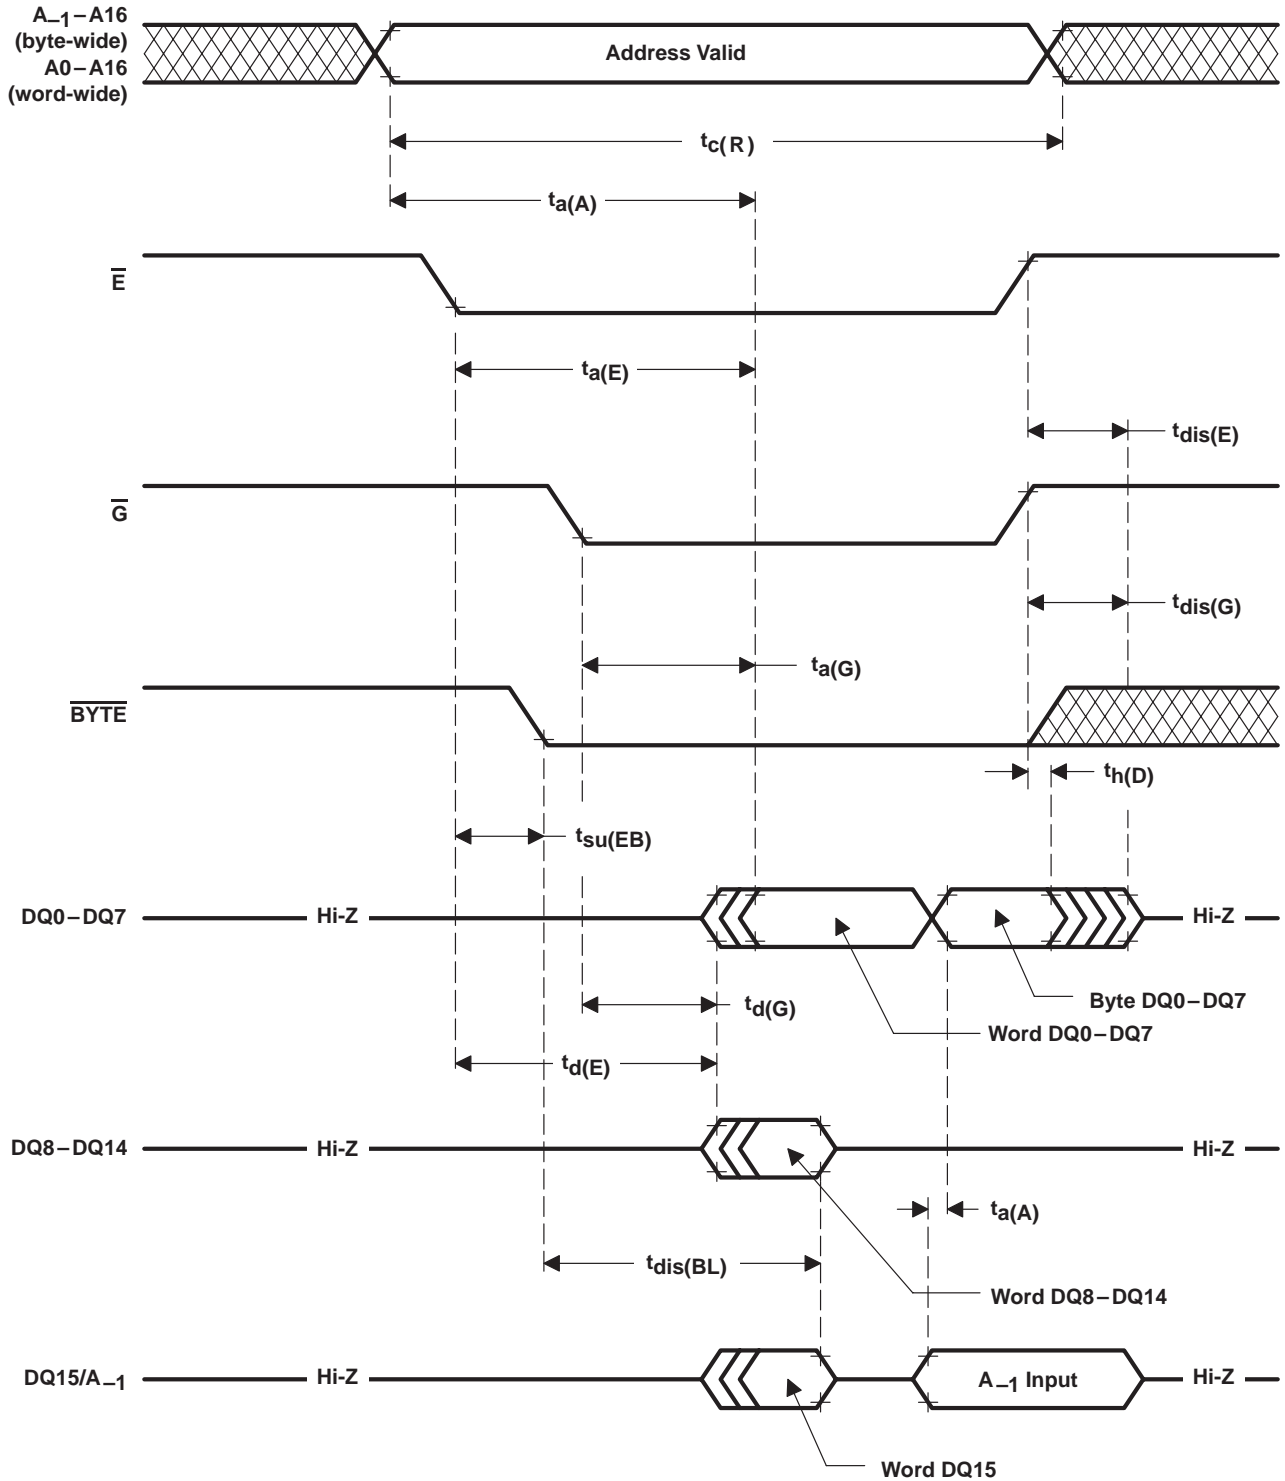 A–1–A16
(byte-wide)
A0–A16
(word-wide)
Address Valid
tc(R)
ta(A)
E
ta(E)
tdis(E)
G
tdis(G)
ta(G)
BYTE
th(D)
tsu(EB)
DQ0–DQ7
Hi-Z
Hi-Z
Byte DQ0–DQ7
td(G)
Word DQ0–DQ7
td(E)
DQ8–DQ14
Hi-Z
Hi-Z
ta(A)
tdis(BL)
Word DQ8–DQ14
DQ15/A–1
Hi-Z
A–1 Input
Hi-Z
Word DQ15